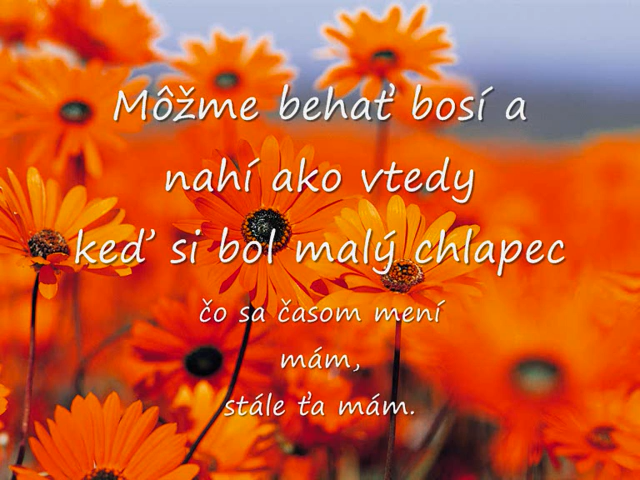 Môžme behať bosí a
nahí ako vtedy
keď si bol malý chlapec
čo sa časom mení
mám,
stále ťa mám.